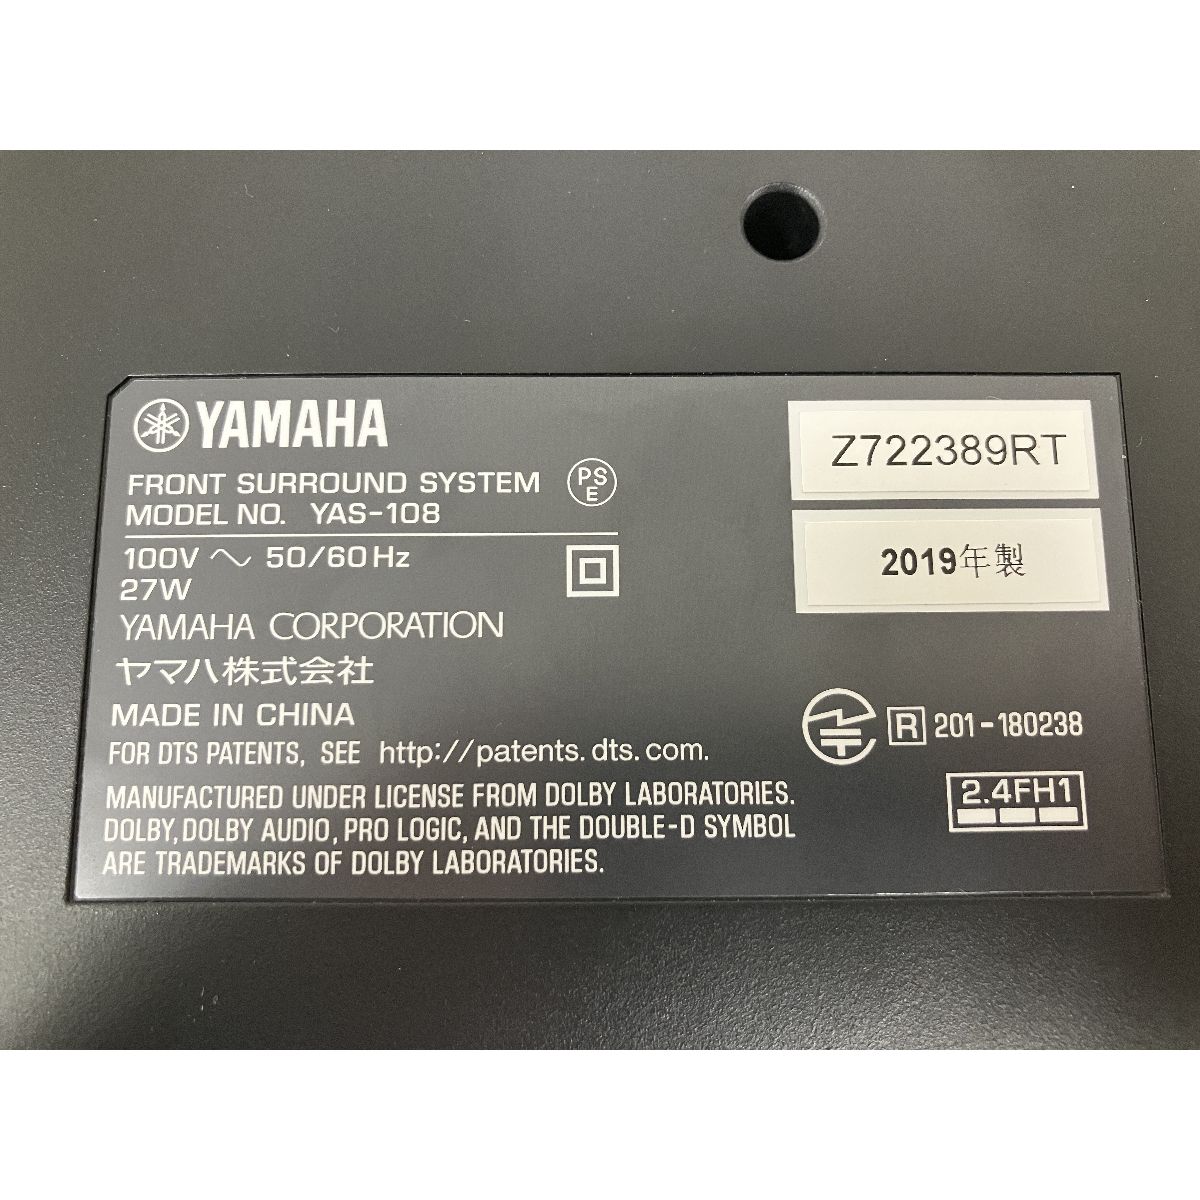 YAMAHA
FRONT SURROUND SYSTEM
MODEL NO. YAS-108
PS
E
100V ～ 50/60Hz
27W
YAMAHA CORPORATION
ヤマハ株式会社
MADE IN CHINA
FOR DTS PATENTS, SEE http://patents.dts.com.
MANUFACTURED UNDER LICENSE FROM DOLBY LABORATORIES.
DOLBY, DOLBY AUDIO, PRO LOGIC, AND THE DOUBLE-D SYMBOL
ARE TRADEMARKS OF DOLBY LABORATORIES.
Z722389RT
2019年製
R 201-180238
2.4FH1